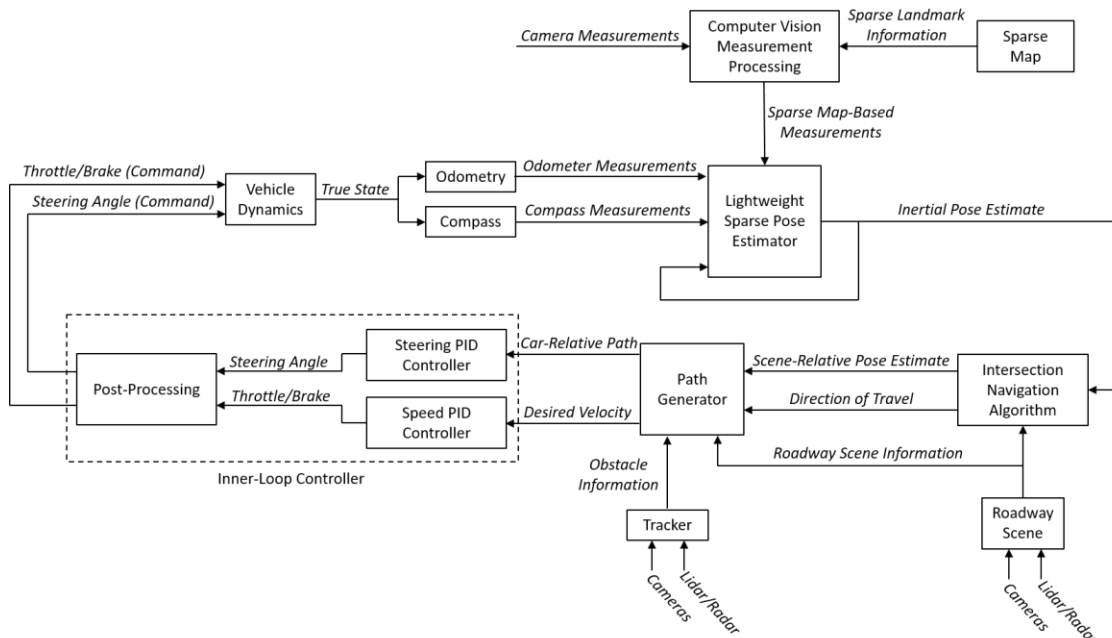 Camera Measurements
Computer Vision
Measurement
Processing
Sparse Landmark
Information
Sparse
Map
Sparse Map-Based
Measurements
Throttle/Brake (Command)
Steering Angle (Command)
Vehicle
Dynamics
True State
Odometry
Odometer Measurements
Compass
Compass Measurements
Lightweight
Sparse Pose
Estimator
Inertial Pose Estimate
Post-Processing
Steering Angle
Throttle/Brake
Steering PID
Controller
Speed PID
Controller
Inner-Loop Controller
Car-Relative Path
Desired Velocity
Path
Generator
Scene-Relative Pose Estimate
Direction of Travel
Roadway Scene Information
Intersection
Navigation
Algorithm
Obstacle
Information
Tracker
Cameras
Lidar/Radar
Roadway
Scene
Cameras
Lidar/Radar